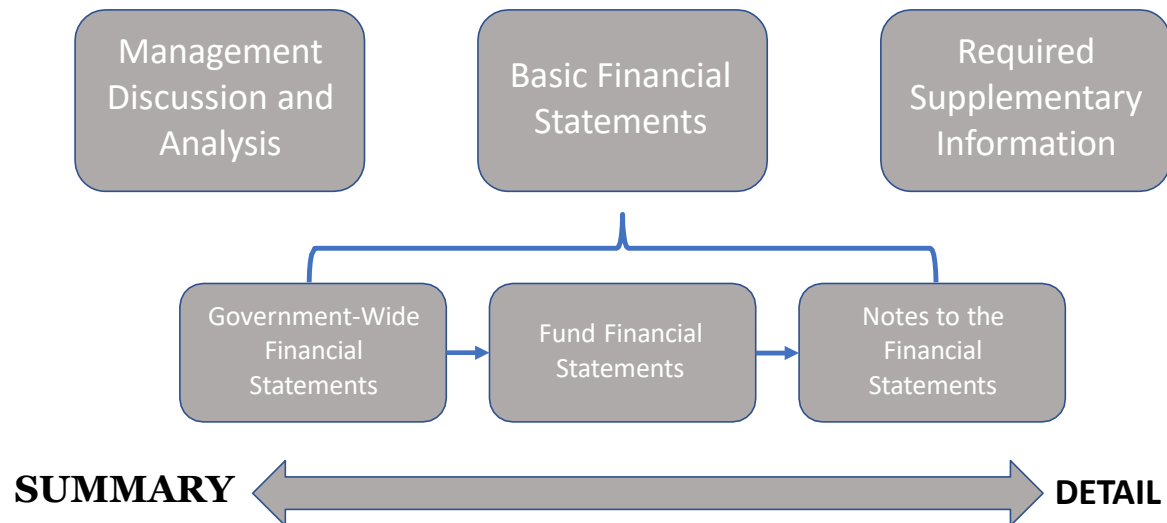 Management
Discussion and
Analysis
Basic Financial
Statements
Required
Supplementary
Information
Government-Wide
Financial
Statements
Fund Financial
Statements
Notes to the
Financial
Statements
SUMMARY
DETAIL